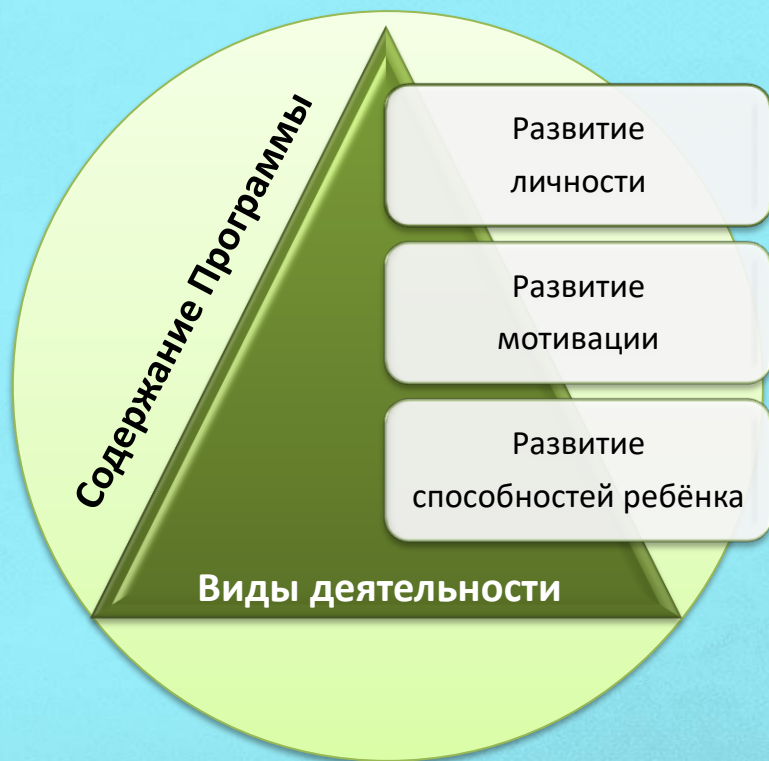 Содержание Программы
Развитие
личности
Развитие
мотивации
Развитие
способностей ребёнка
Виды деятельности